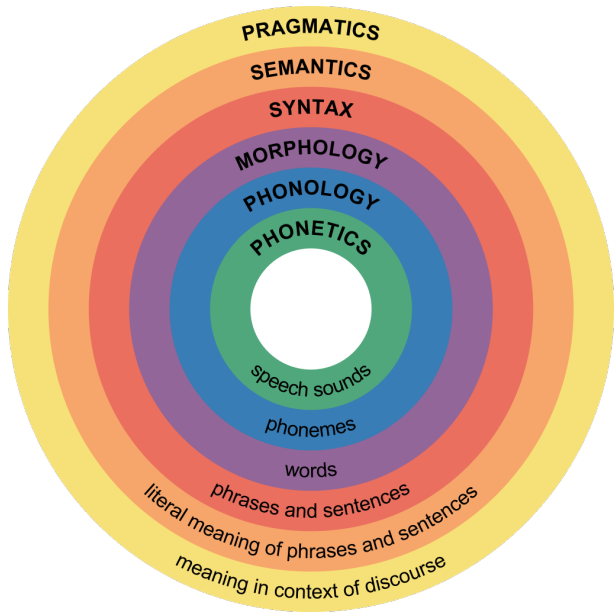 PRAGMATICS
SEMANTICS
SYNTAX
MORPHOLOGY
PHONOLOGY
PHONETICS
speech sounds
phonemes
words
phrases and sentences
literal meaning of phrases and sentences
meaning in context of discourse